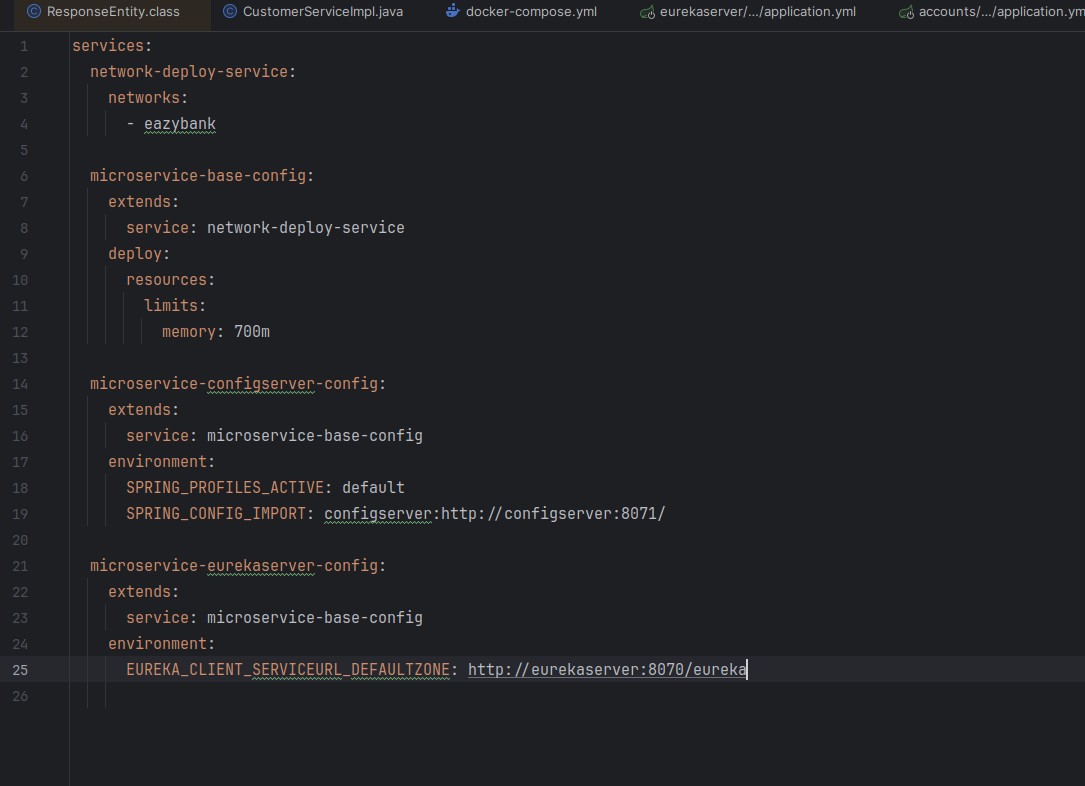 ResponseEntity.class CustomerServiceImpl.java docker-compose.yml eurekaserver/.../application.yml accounts/.../application.ym
1 services:
2   network-deploy-service:
3     networks:
4       - eazybank
5
6   microservice-base-config:
7     extends:
8       service: network-deploy-service
9     deploy:
10       resources:
11         limits:
12           memory: 700m
13
14   microservice-configserver-config:
15     extends:
16       service: microservice-base-config
17     environment:
18       SPRING_PROFILES_ACTIVE: default
19       SPRING_CONFIG_IMPORT: configserver:http://configserver:8071/
20
21   microservice-eurekaserver-config:
22     extends:
23       service: microservice-base-config
24     environment:
25       EUREKA_CLIENT_SERVICEURL_DEFAULTZONE: http://eurekaserver:8070/eureka
26